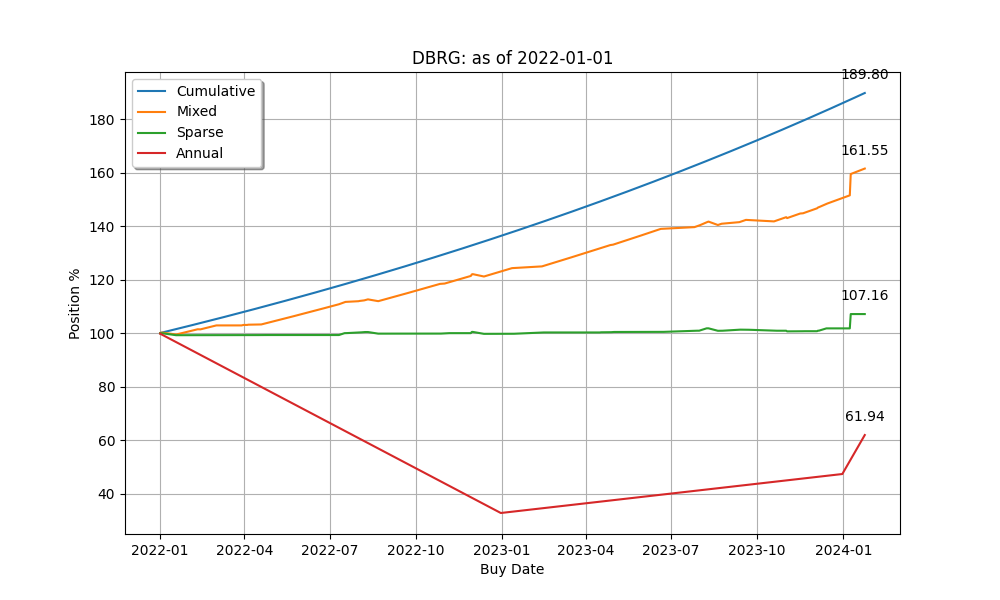 DBRG: as of 2022-01-01
Cumulative
Mixed
Sparse
Annual
189.80
161.55
107.16
61.94
Position %
180
160
140
120
100
80
60
40
2022-01 2022-04 2022-07 2022-10 2023-01 2023-04 2023-07 2023-10 2024-01
Buy Date